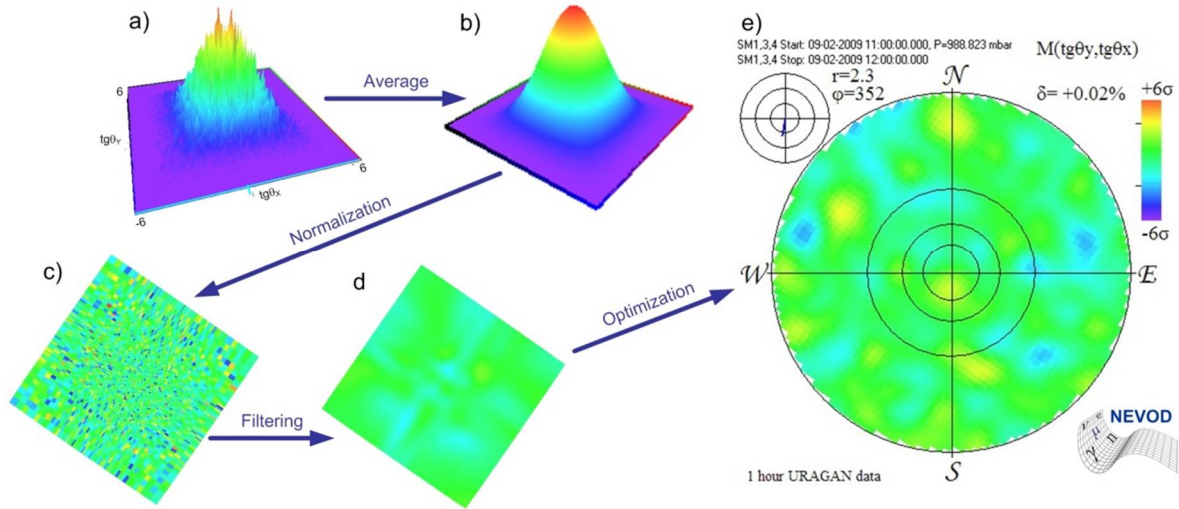 a)
6
tgθY
-6
tgθX
6
Average
b)
Normalization
c)
Filtering
d
Optimization
e)
SM1,3,4 Start: 09-02-2009 11:00:00.000, P=988.823 mbar
SM1,3,4 Stop: 09-02-2009 12:00:00.000
r=2.3
φ=352
M(tgθy,tgθx)
δ= +0.02%
+6σ
-6σ
N
W
E
S
1 hour URAGAN data
NEVOD
e
μ
γ
n